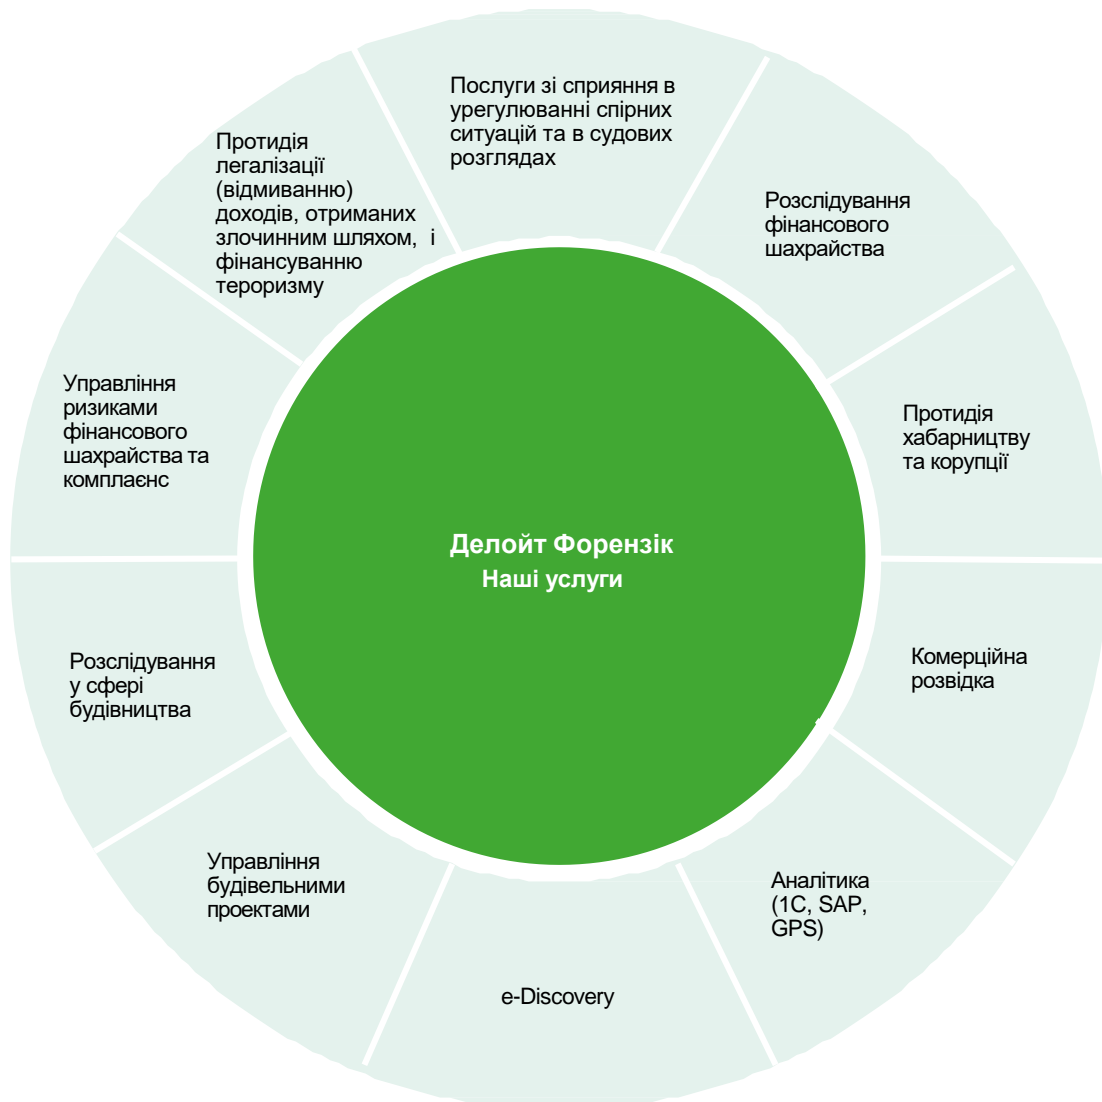 Послуги зі сприяння в
урегулюванні спірних
ситуацій та в судових
розглядах
Розслідування
фінансового
шахрайства
Протидія
хабарництву
та корупції
Комерційна
розвідка
Аналітика
(1С, SAP,
GPS)
e-Discovery
Управління
будівельними
проектами
Розслідування
у сфері
будівництва
Управління
ризиками
фінансового
шахрайства та
комплаєнс
Протидія
легалізації
(відмиванню)
доходів, отриманих
злочинним шляхом, і
фінансуванню
тероризму
Делойт Форензік
Наші услуги